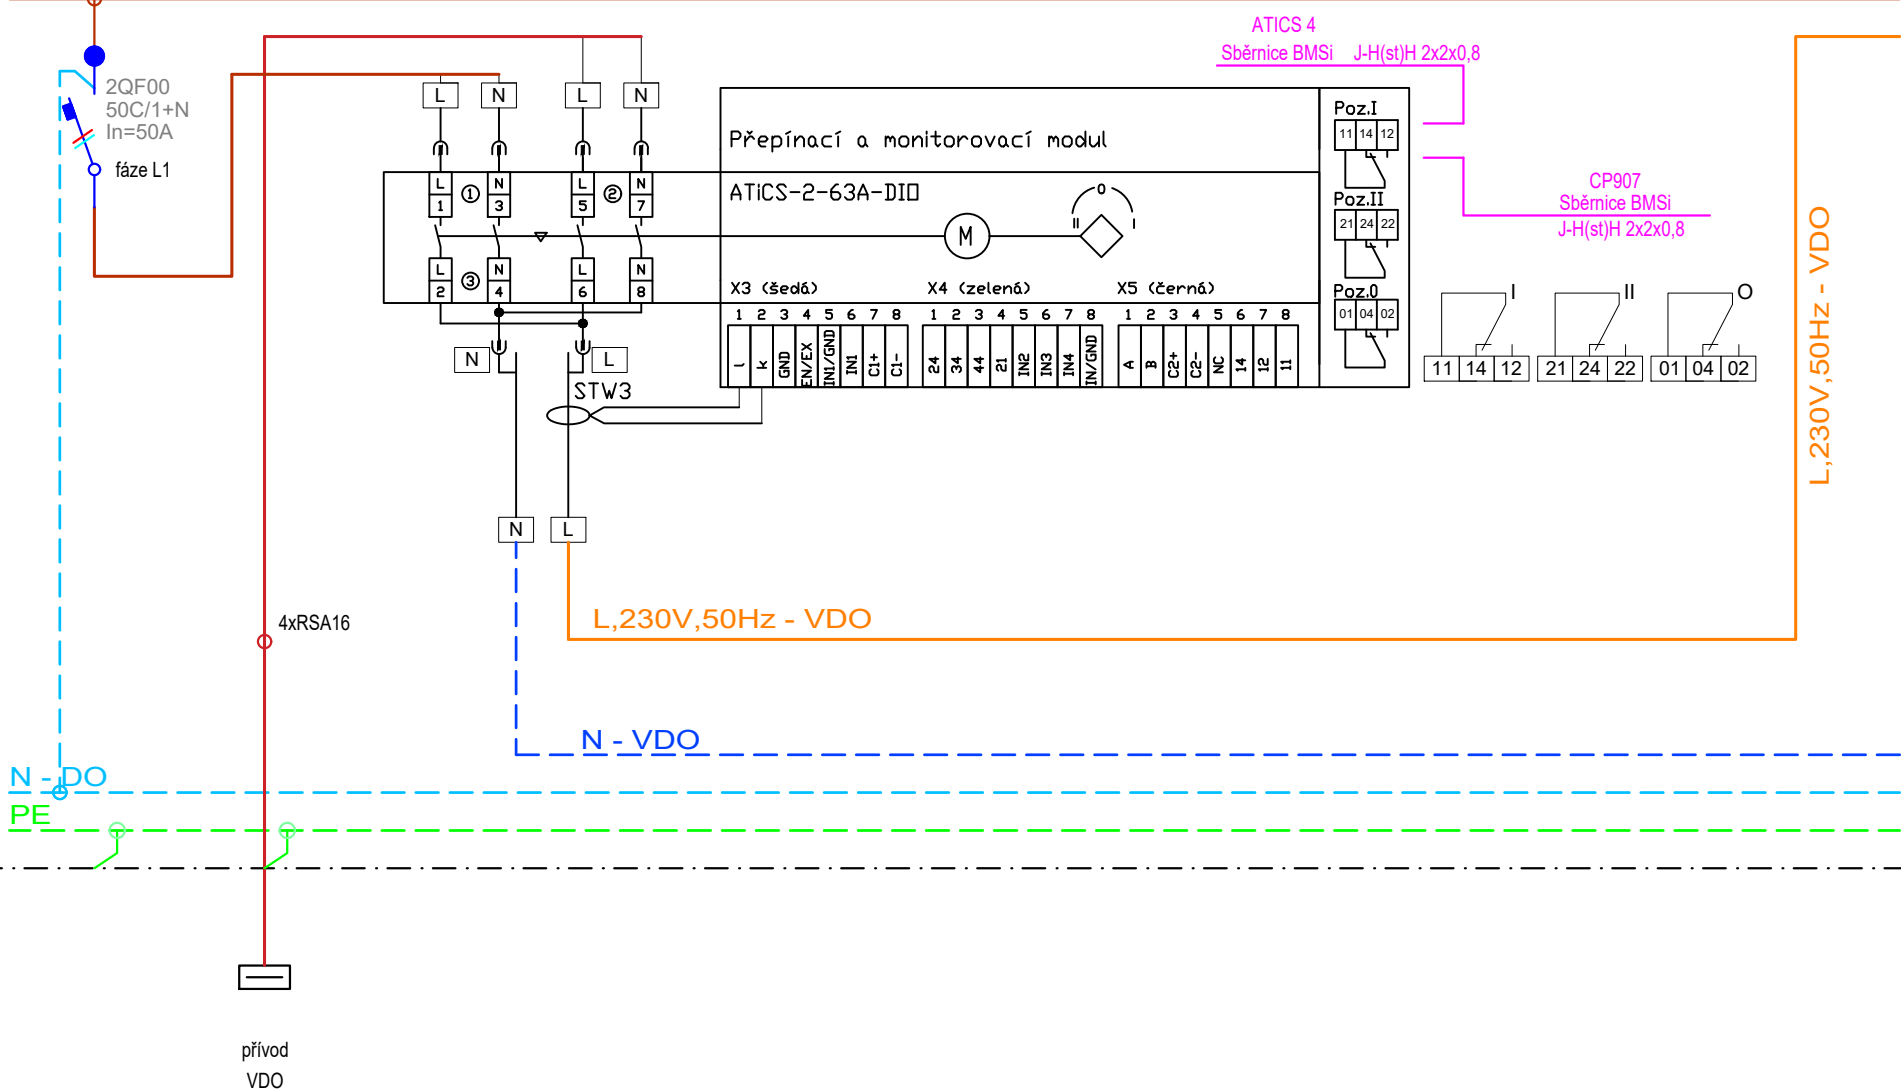 ATICS 4
Sběrnice BMSi J-H(st)H 2x2x0,8
2QF00
50C/1+N
In=50A
fáze L1
L N L N
Přepínací a monitorovací modul
ATiCS-2-63A-DIO
L 1 ① N 3 L 5 ② N 7
M
II 0 I
L 2 ③ N 4 L 6 N 8
Poz.I
11 14 12
Poz.II
21 24 22
Poz.0
01 04 02
CP907
Sběrnice BMSi
J-H(st)H 2x2x0,8
X3 (šedá) X4 (zelená) X5 (černá)
1 2 3 4 5 6 7 8 1 2 3 4 5 6 7 8 1 2 3 4 5 6 7 8
l k GND EN/EX IN1/GND IN1 C1+ C1- 24 34 44 21 IN2 IN3 IN4 IN/GND A B C2+ C2- NC 14 12 11
I II O
11 14 12 21 24 22 01 04 02
N L
STW3
N L
L,230V,50Hz - VDO
L,230V,50Hz - VDO
4xRSA16
N - VDO
N - DO
PE
přívod
VDO